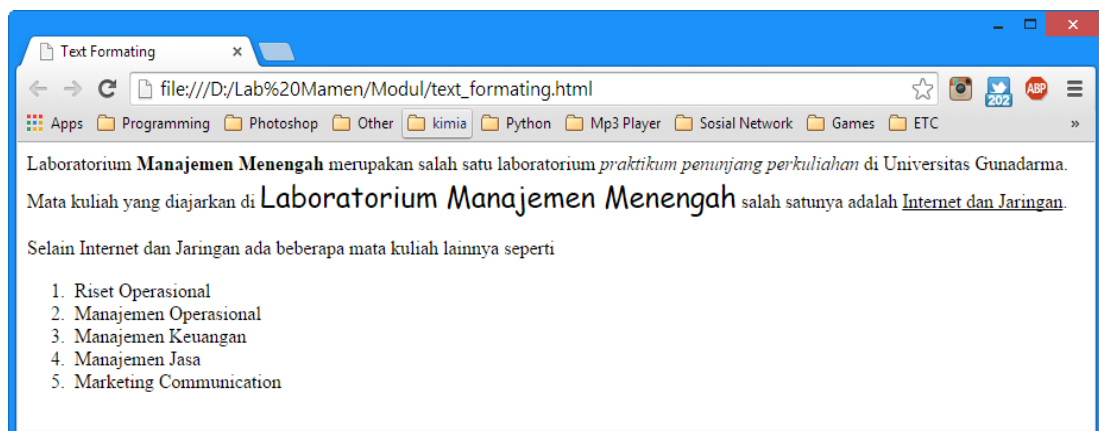 Text Formating
file:///D:/Lab%20Mamen/Modul/text_formating.html
202
ABP
Apps Programming Photoshop Other kimia Python Mp3 Player Sosial Network Games ETC »
Laboratorium Manajemen Menengah merupakan salah satu laboratorium praktikum penunjang perkuliahan di Universitas Gunadarma.
Mata kuliah yang diajarkan di Laboratorium Manajemen Menengah salah satunya adalah Internet dan Jaringan.
Selain Internet dan Jaringan ada beberapa mata kuliah lainnya seperti
1. Riset Operasional
2. Manajemen Operasional
3. Manajemen Keuangan
4. Manajemen Jasa
5. Marketing Communication